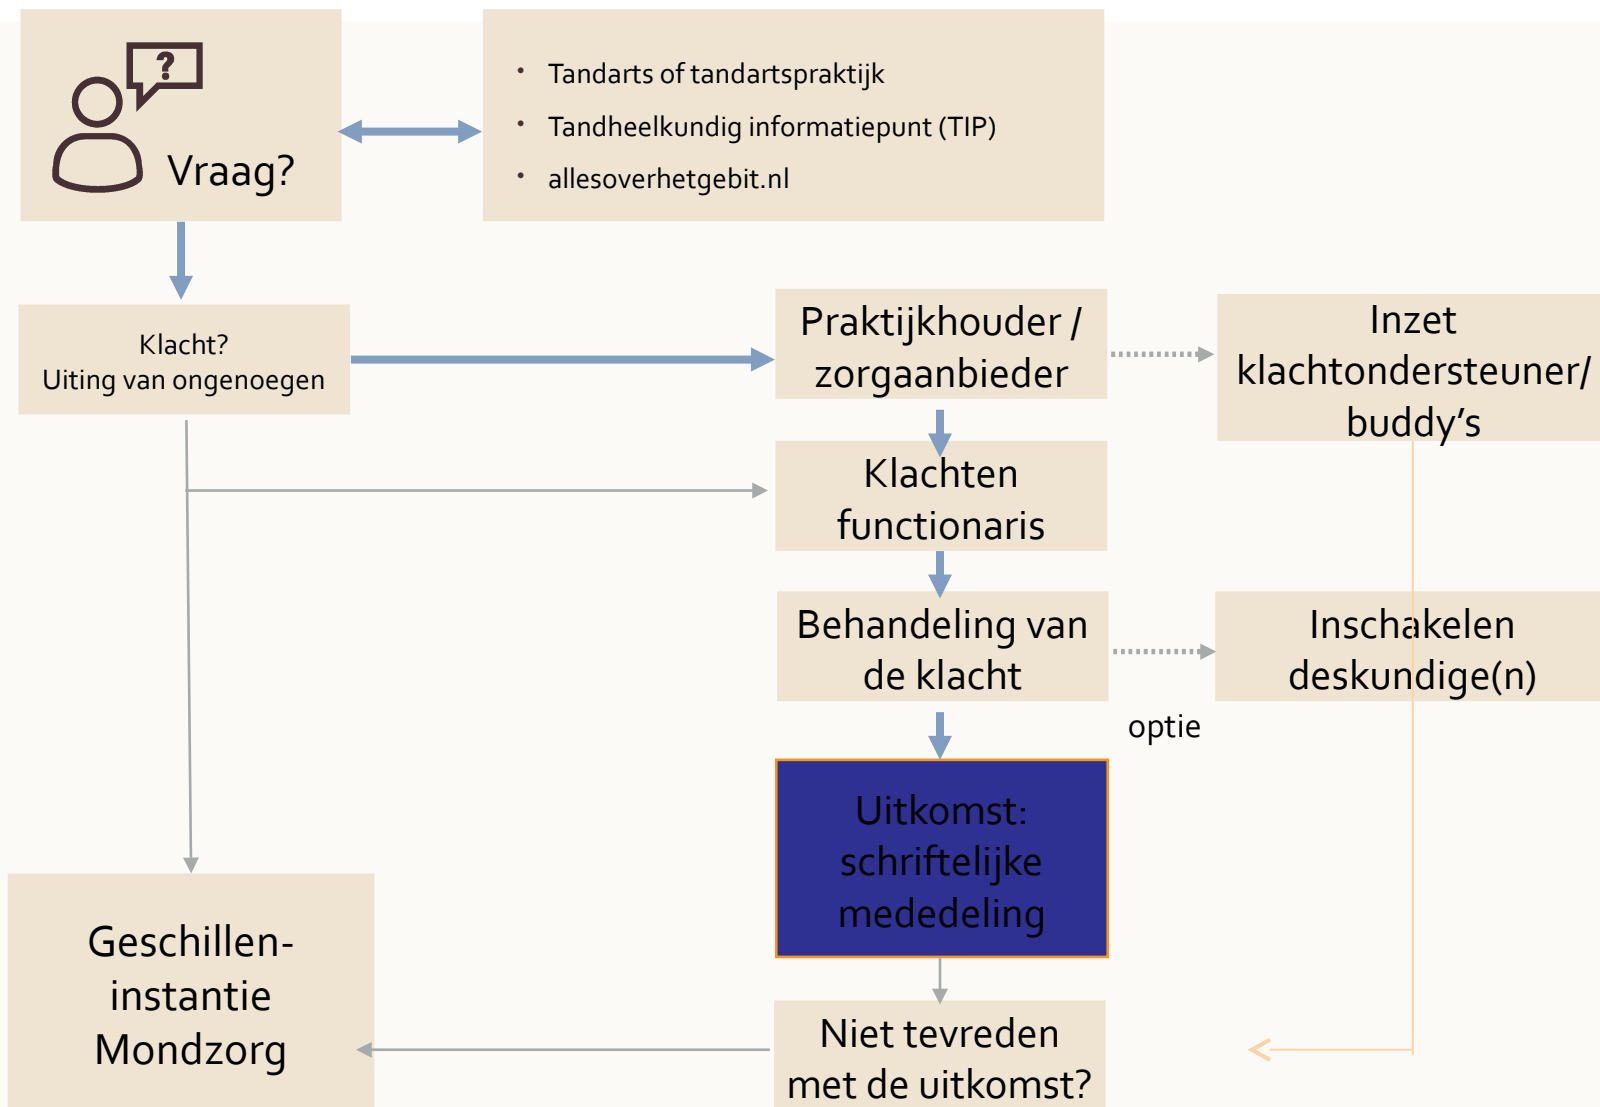 ?
Vraag?
• Tandarts of tandartspraktijk
• Tandheelkundig informatiepunt (TIP)
• allesoverhetgebit.nl
Klacht?
Uiting van ongenoegen
Praktijkhouder /
zorgaanbieder
Inzet
klachtondersteuner/
buddy’s
Klachten
functionaris
Behandeling van
de klacht
Inschakelen
deskundige(n)
optie
Uitkomst:
schriftelijke
mededeling
Geschillen-
instantie
Mondzorg
Niet tevreden
met de uitkomst?